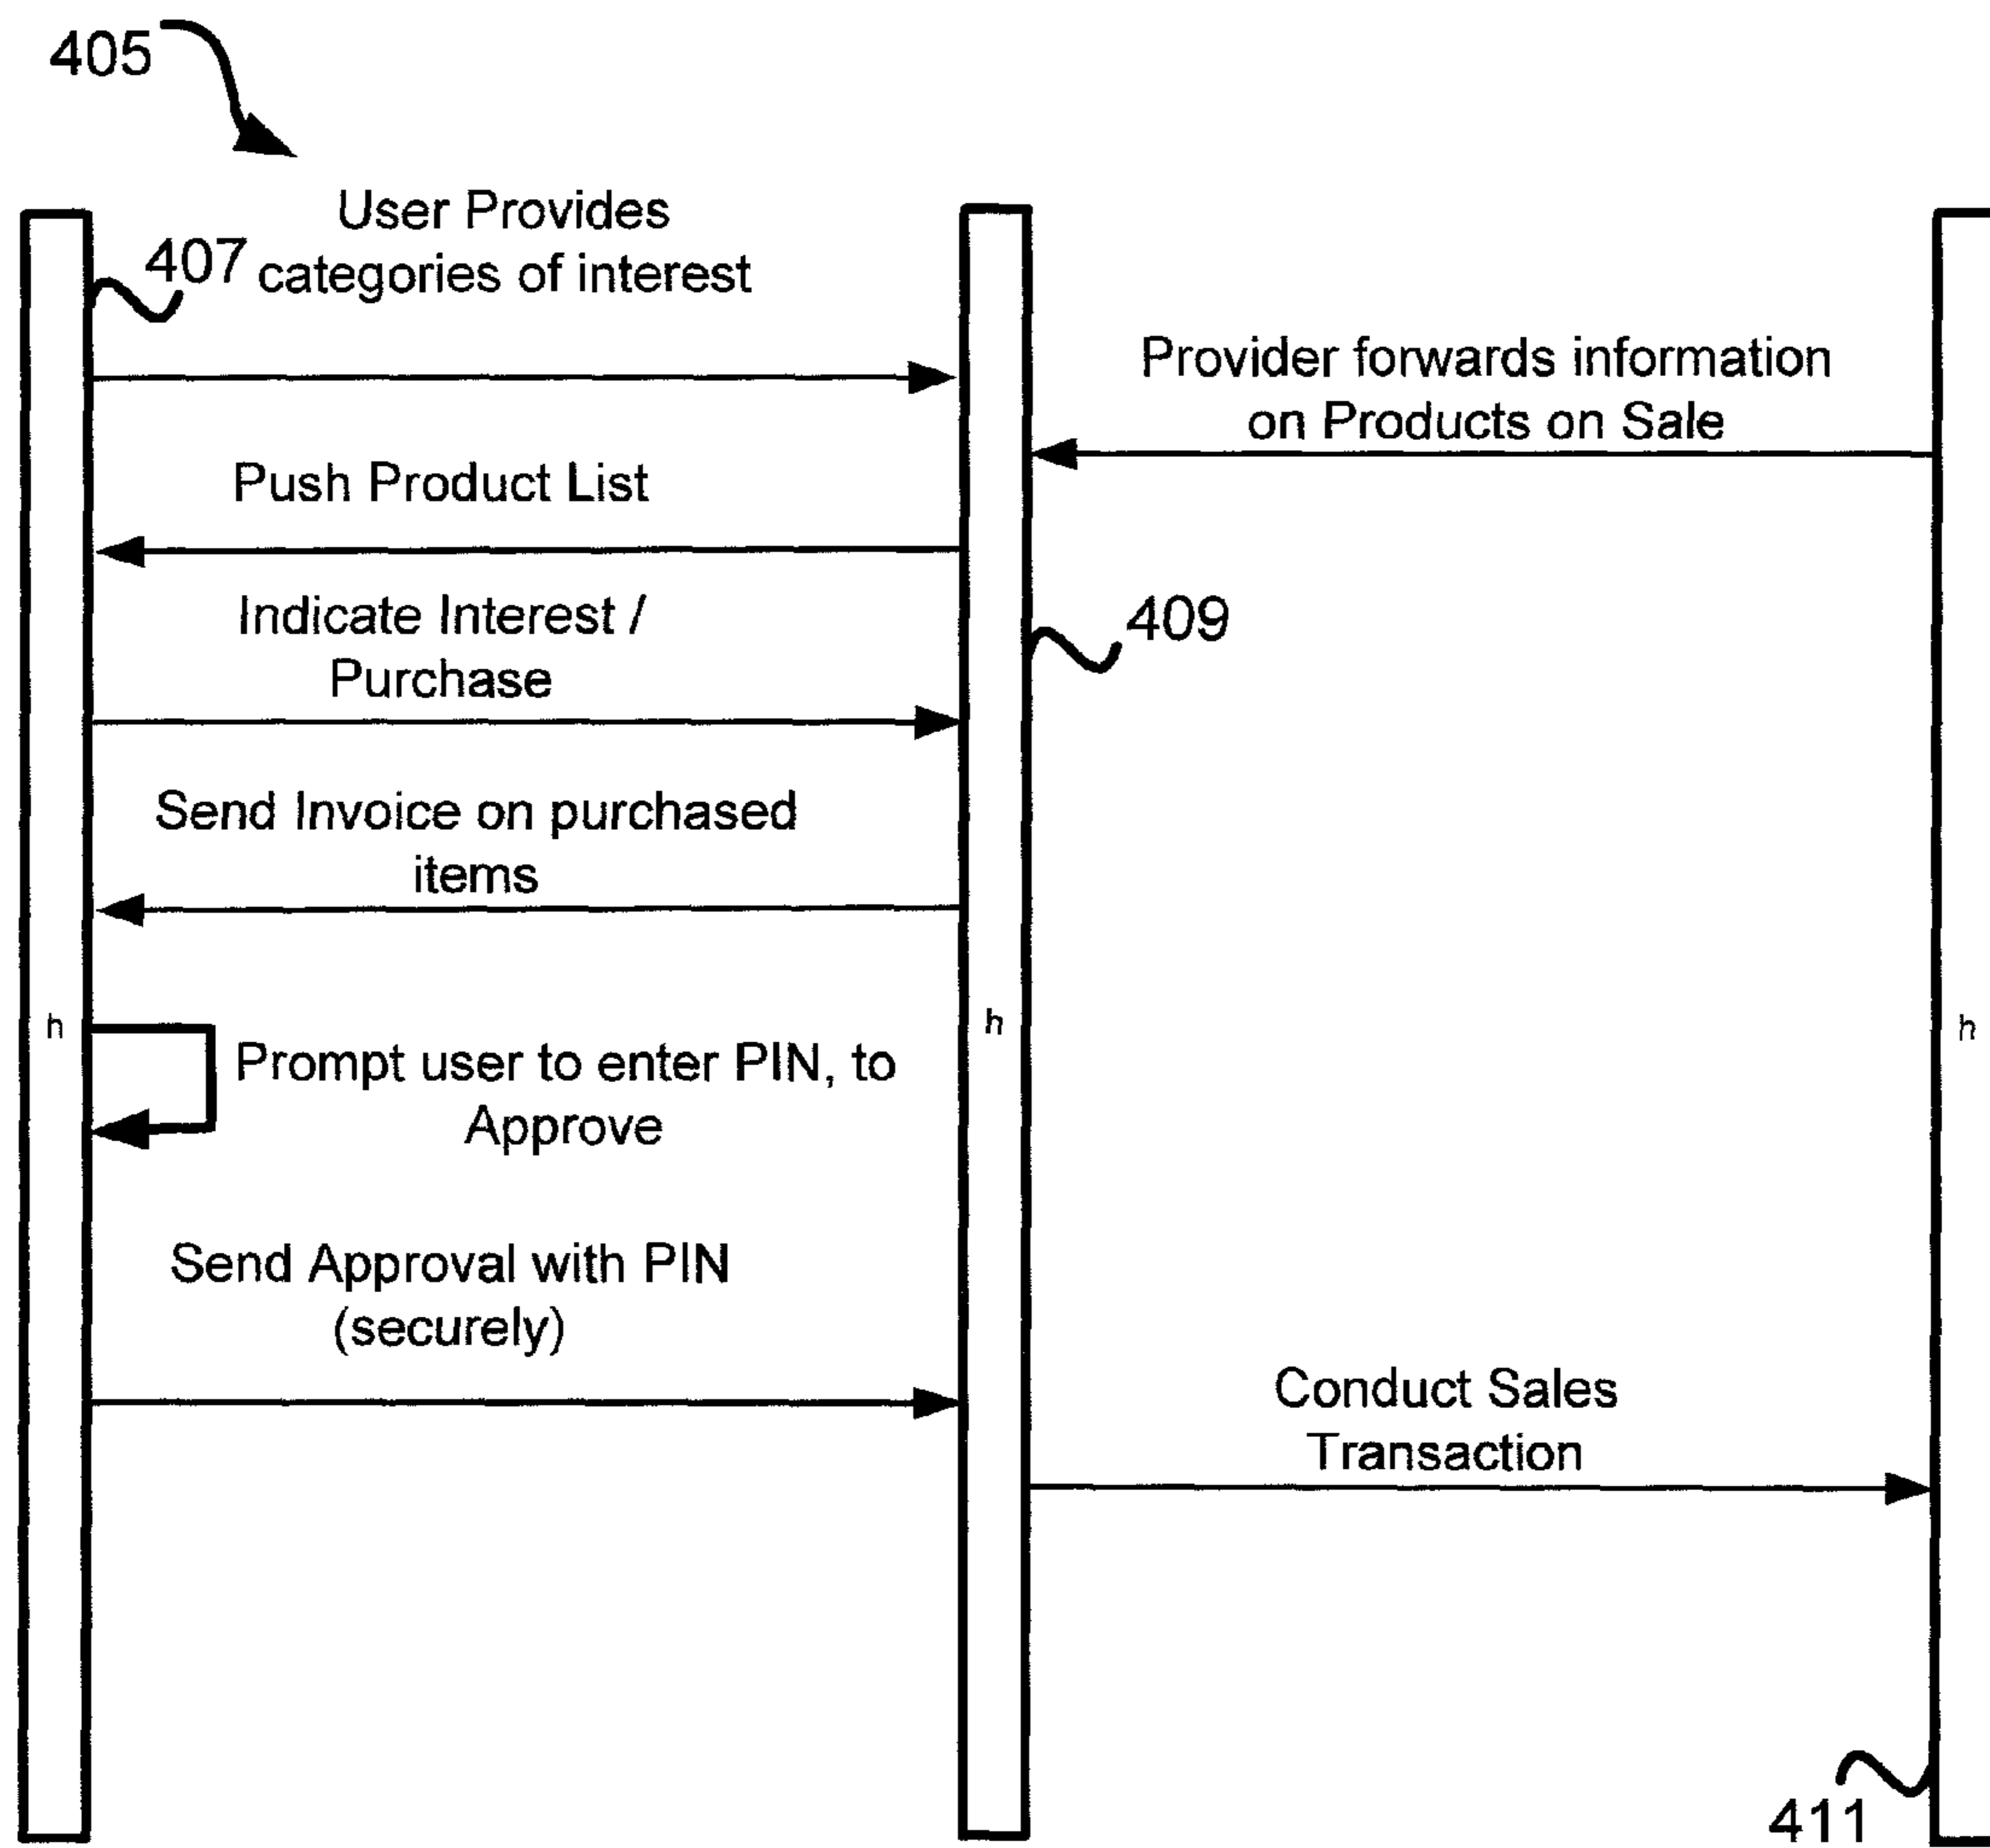 405
User Provides
407 categories of interest
Provider forwards information
on Products on Sale
Push Product List
Indicate Interest /
Purchase
409
Send Invoice on purchased
items
h
h
h
Prompt user to enter PIN, to
Approve
Send Approval with PIN
(securely)
Conduct Sales
Transaction
411